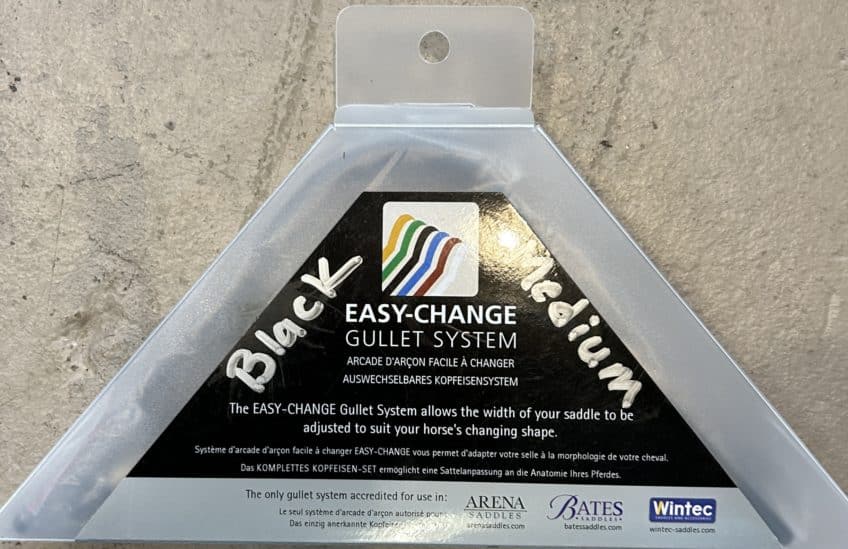 Black
Medium
EASY-CHANGE
GULLET SYSTEM
ARCADE D'ARÇON FACILE À CHANGER
AUSWECHSELBARES KOPFEISENSYSTEM
The EASY-CHANGE Gullet System allows the width of your saddle to be
adjusted to suit your horse's changing shape.
Système d'arcade d'arçon facile à changer EASY-CHANGE vous permet d'adapter votre selle à la morphologie de votre cheval.
Das KOMPLETTES KOPFEISEN-SET ermöglicht eine Sattelanpassung an die Anatomie Ihres Pferdes.
The only gullet system accredited for use in:
Le seul système d'arcade d'arçon autorisé
Das einzig anerkannte
ARENA
SADDLES
arenasaddles.com
BATES
SADDLES
batessaddles.com
Wintec
SADDLES AND ACCESSORIES
wintec-saddles.com